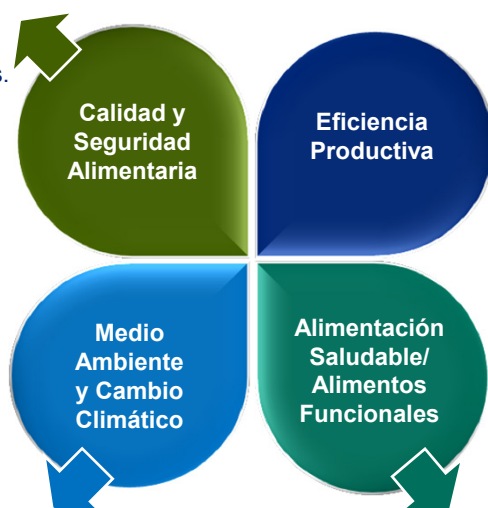 s.
Calidad y
Seguridad
Alimentaria
Eficiencia
Productiva
Medio
Ambiente
y Cambio
Climático
Alimentación
Saludable/
Alimentos
Funcionales